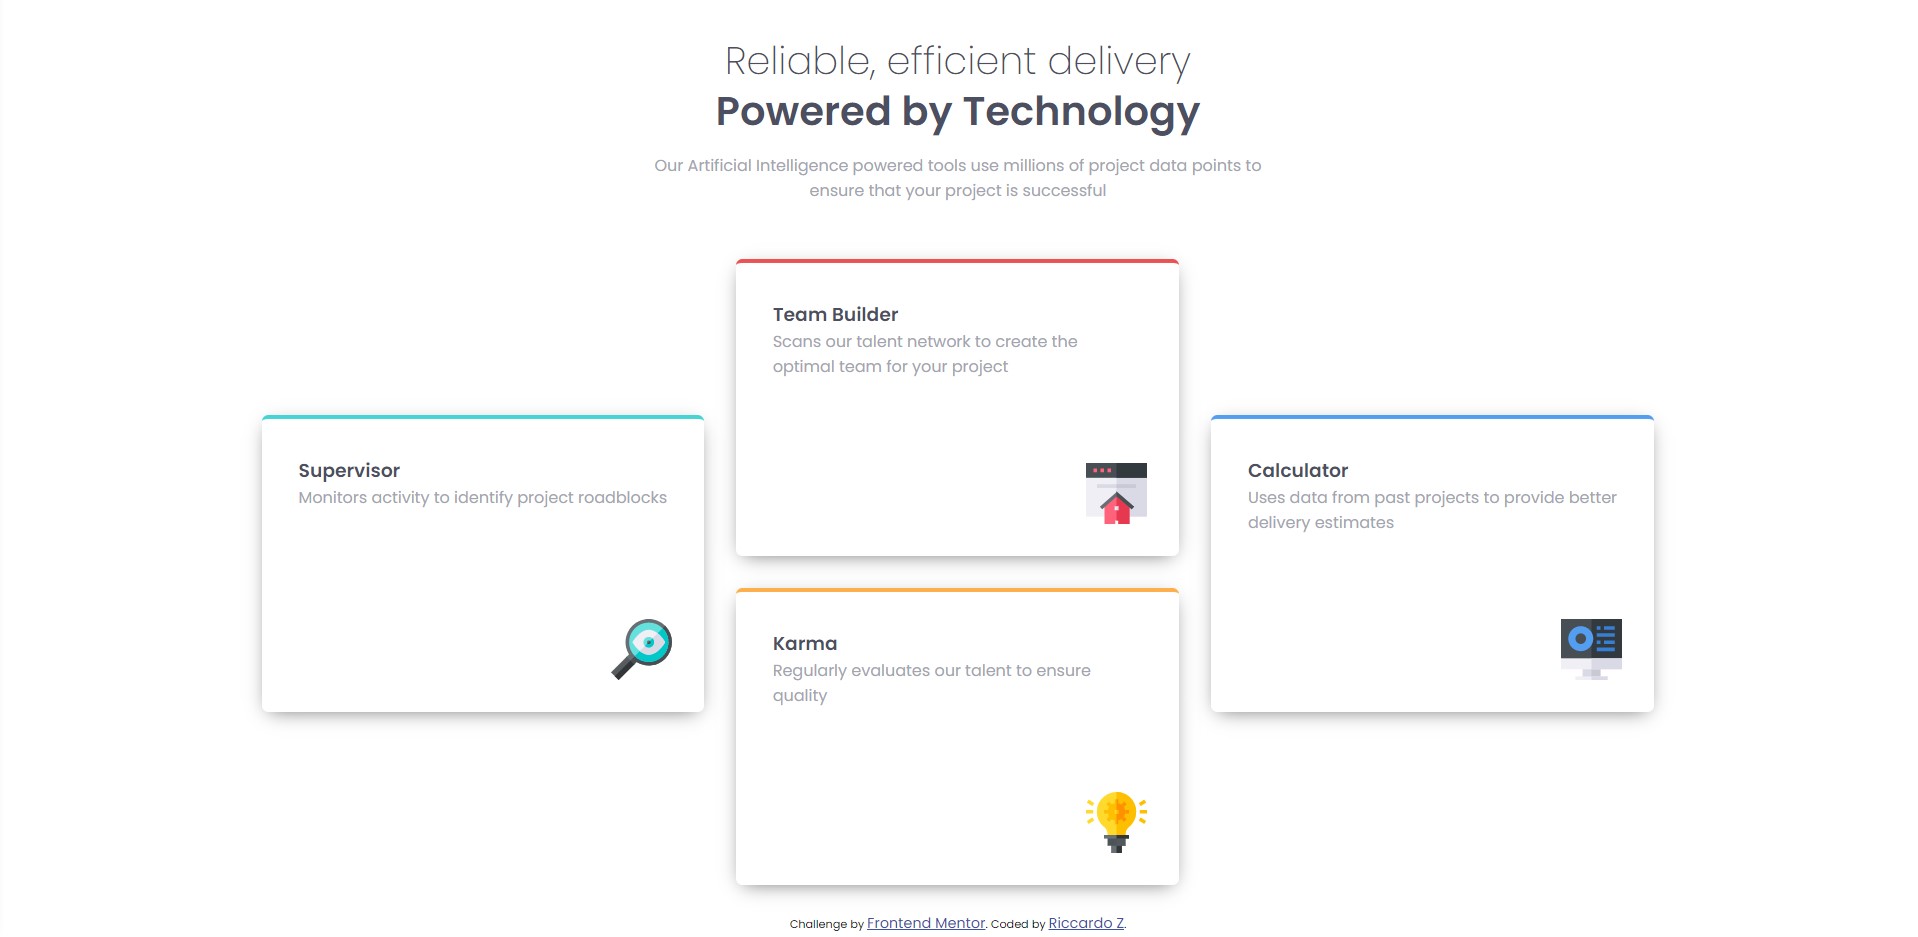 Reliable, efficient delivery
Powered by Technology
Our Artificial Intelligence powered tools use millions of project data points to
ensure that your project is successful
Team Builder
Scans our talent network to create the
optimal team for your project
Supervisor
Monitors activity to identify project roadblocks
Calculator
Uses data from past projects to provide better
delivery estimates
Karma
Regularly evaluates our talent to ensure
quality
Challenge by Frontend Mentor. Coded by Riccardo Z.